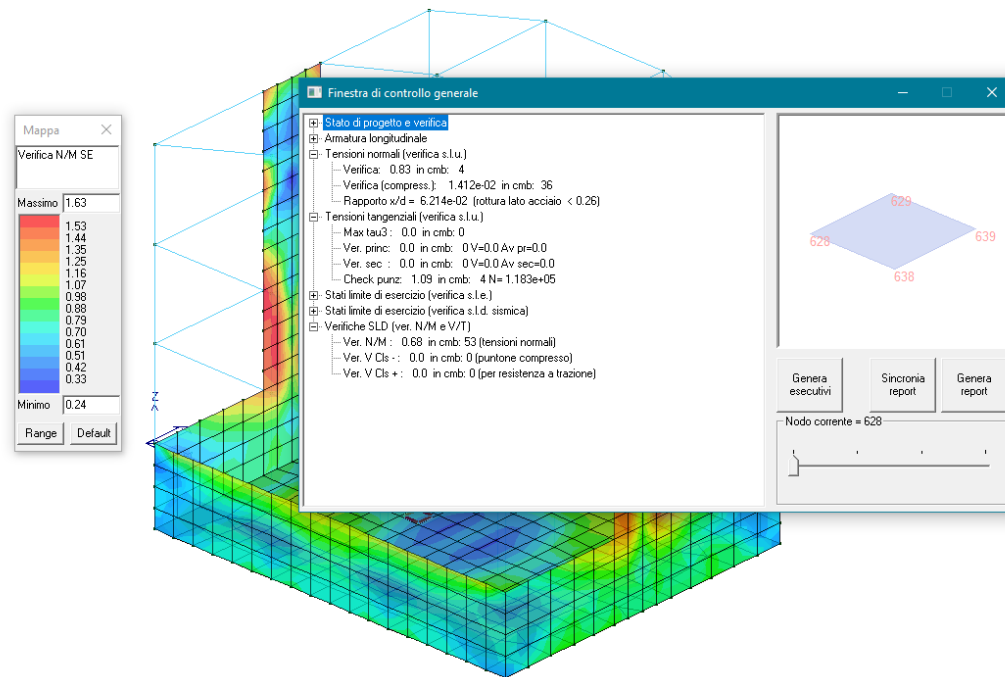 Mappa
Verifica N/M SE
Massimo 1.63
1.53
1.44
1.35
1.25
1.16
1.07
0.98
0.88
0.79
0.70
0.61
0.51
0.42
0.33
Minimo 0.24
Range Default
Z
Finestra di controllo generale
Stato di progetto e verifica
Armatura longitudinale
Tensioni normali (verifica s.l.u.)
Verifica: 0.83 in cmb: 4
Verifica (compress.): 1.412e-02 in cmb: 36
Rapporto x/d = 6.214e-02 (rottura lato acciaio < 0.26)
Tensioni tangenziali (verifica s.l.u.)
Max tau3 : 0.0 in cmb: 0
Ver. princ: 0.0 in cmb: 0 V=0.0 Av pr=0.0
Ver. sec : 0.0 in cmb: 0 V=0.0 Av sec=0.0
Check punz: 1.09 in cmb: 4 N= 1.183e+05
Stati limite di esercizio (verifica s.l.e.)
Stati limite di esercizio (verifica s.l.d. sismica)
Verifiche SLD (ver. N/M e V/T)
Ver. N/M : 0.68 in cmb: 53 (tensioni normali)
Ver. V Cls - : 0.0 in cmb: 0 (puntone compresso)
Ver. V Cls + : 0.0 in cmb: 0 (per resistenza a trazione)
629
628
639
638
Genera esecutivi
Sincronia report
Genera report
Nodo corrente = 628